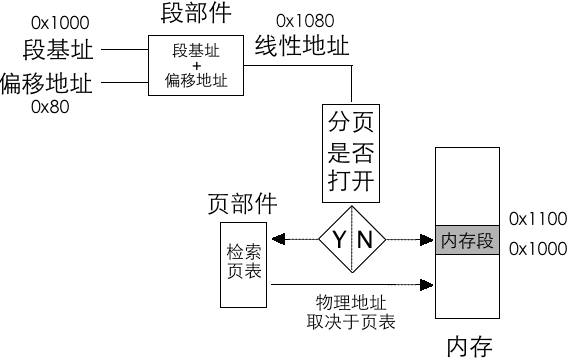 段部件
0x1000
段基址
偏移地址
0x80
段基址
+
偏移地址
0x1080
线性地址
分页
是否
打开
Y N
页部件
检索
页表
物理地址
取决于页表
内存段
0x1100
0x1000
内存